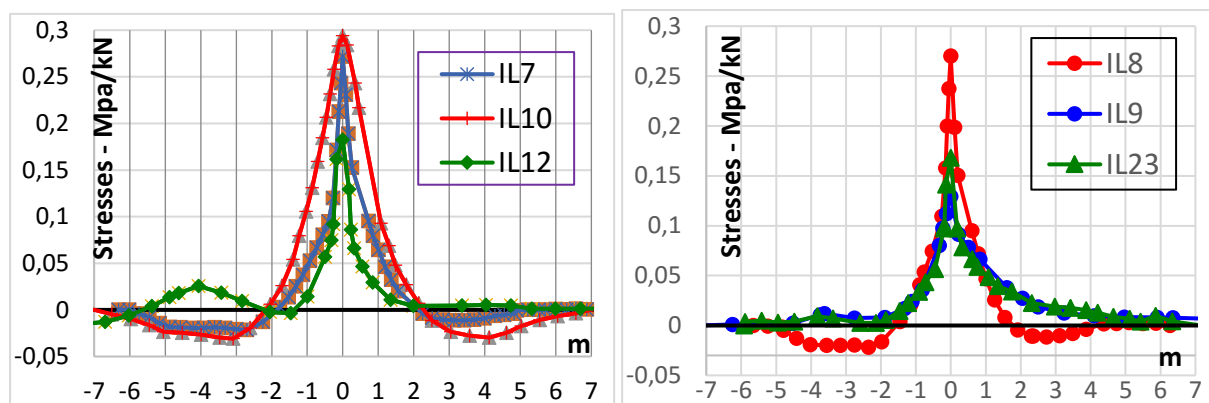 0,3
0,25
0,2
0,15
0,1
0,05
0
-0,05
Stresses - Mpa/kN
IL7
IL10
IL12
m
-7 -6 -5 -4 -3 -2 -1 0 1 2 3 4 5 6 7
0,3
0,25
0,2
0,15
0,1
0,05
0
-0,05
Stresses - Mpa/kN
IL8
IL9
IL23
m
-7 -6 -5 -4 -3 -2 -1 0 1 2 3 4 5 6 7